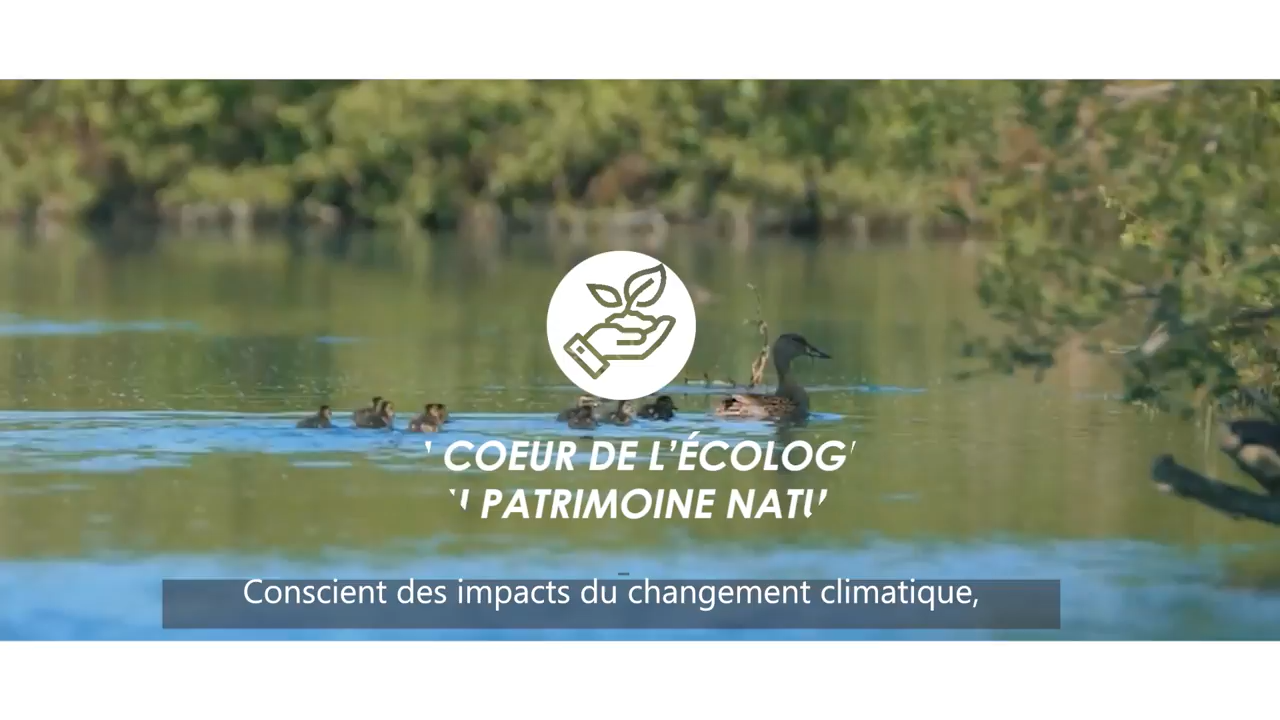 COEUR DE L'ÉCOLOG
PATRIMOINE NATU
Conscient des impacts du changement climatique,